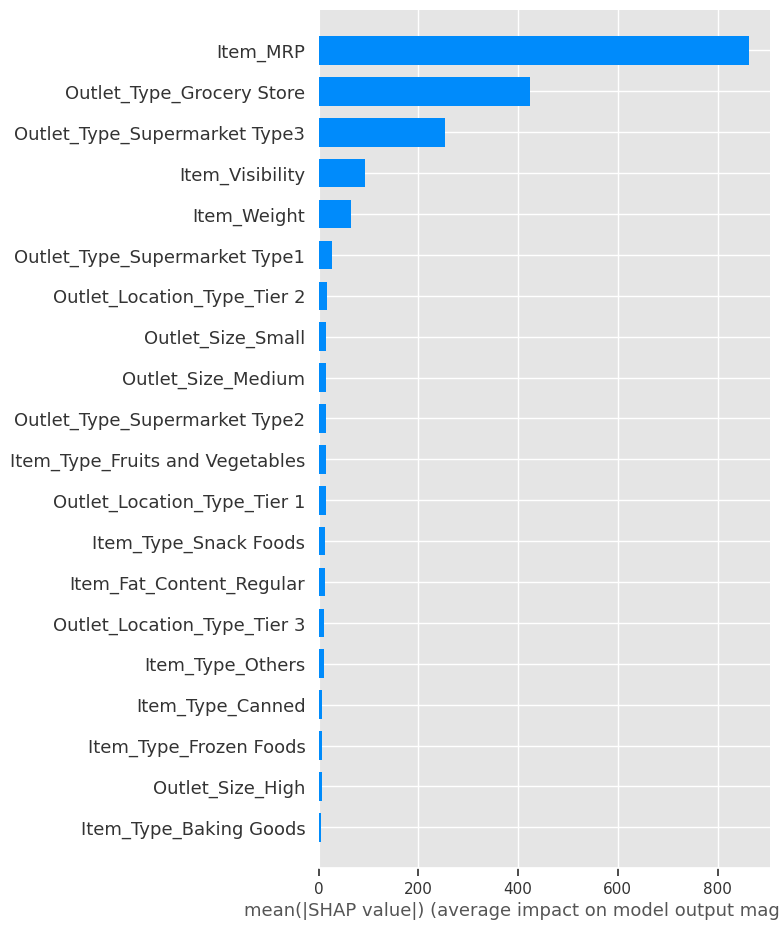 Item_MRP
Outlet_Type_Grocery Store
Outlet_Type_Supermarket Type3
Item_Visibility
Item_Weight
Outlet_Type_Supermarket Type1
Outlet_Location_Type_Tier 2
Outlet_Size_Small
Outlet_Size_Medium
Outlet_Type_Supermarket Type2
Item_Type_Fruits and Vegetables
Outlet_Location_Type_Tier 1
Item_Type_Snack Foods
Item_Fat_Content_Regular
Outlet_Location_Type_Tier 3
Item_Type_Others
Item_Type_Canned
Item_Type_Frozen Foods
Outlet_Size_High
Item_Type_Baking Goods
0 200 400 600 800
mean(|SHAP value|) (average impact on model output mag